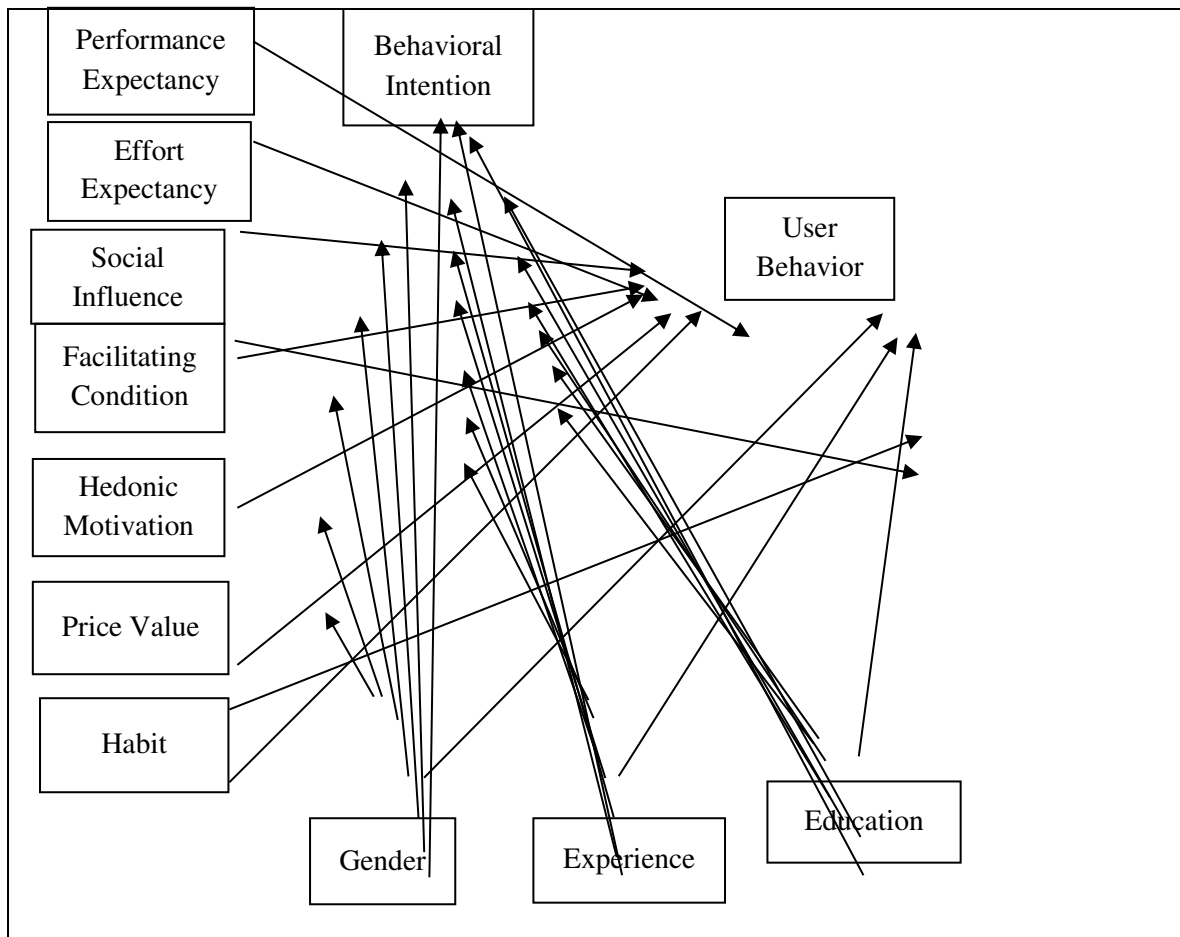 Performance
Expectancy
Behavioral
Intention
Effort
Expectancy
User
Behavior
Social
Influence
Facilitating
Condition
Hedonic
Motivation
Price Value
Habit
Gender
Experience
Education